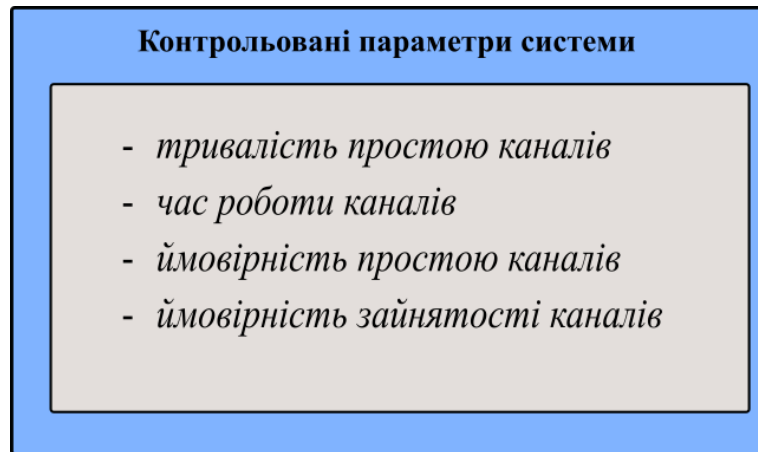 Контрольовані параметри системи
- тривалість простою каналів
- час роботи каналів
- ймовірність простою каналів
- ймовірність зайнятості каналів